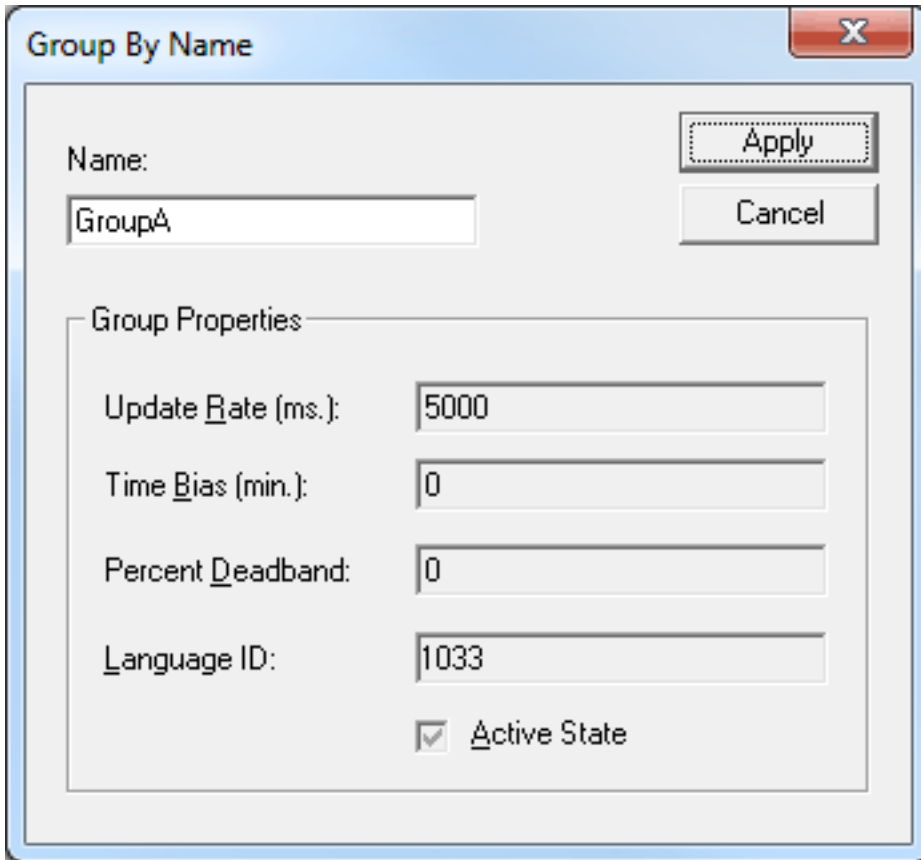 Group By Name
Name:
Apply
GroupA
Cancel
Group Properties
Update Rate (ms.):
5000
Time Bias (min.):
0
Percent Deadband:
0
Language ID:
1033
Active State